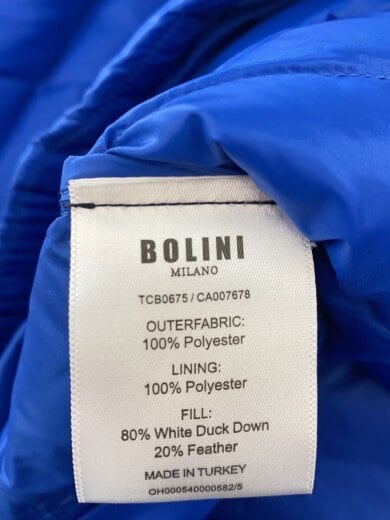 BOLINI
MILANO
TCB0675 / CA007678
OUTERFABRIC:
100% Polyester
LINING:
100% Polyester
FILL:
80% White Duck Down
20% Feather
MADE IN TURKEY
OH000540000582/5